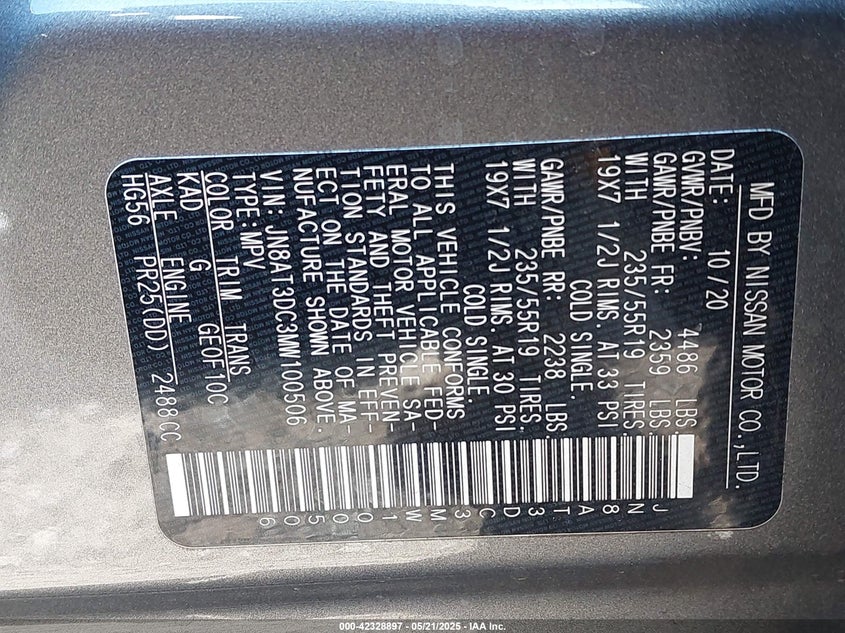 MFD BY NISSAN MOTOR CO.,LTD.
DATE: 10/20
GVWR/PNBV: 4486 LBS.
GAWR/PNBE FR: 2359 LBS.
WITH 235/55R19 TIRES.
19X7 1/2J RIMS. AT 33 PSI
COLD SINGLE.
GAWR/PNBE RR: 2238 LBS.
WITH 235/55R19 TIRES.
19X7 1/2J RIMS. AT 30 PSI
COLD SINGLE.
THIS VEHICLE CONFORMS
TO ALL APPLICABLE FED-
ERAL MOTOR VEHICLE SA-
FETY AND THEFT PREVEN-
TION STANDARDS IN EFF-
ECT ON THE DATE OF MA-
NUFACTURE SHOWN ABOVE.
VIN: JN8AT3DC3MW100506
TYPE:MPV
COLOR TRIM TRANS
KAD G GE0F10C
AXLE ENGINE
HG56 PR25(DD) 2488CC
JN8AT3DC3MW100506
000-42328897 - 05/21/2025 - IAA Inc.